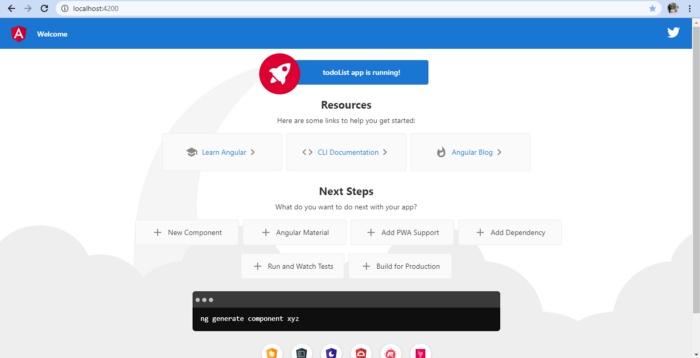 localhost:4200
A
Welcome
todoList app is running!
Resources
Here are some links to help you get started:
Learn Angular
CLI Documentation
Angular Blog
Next Steps
What do you want to do next with your app?
New Component
Angular Material
Add PWA Support
Add Dependency
Run and Watch Tests
Build for Production
ng generate component xyz